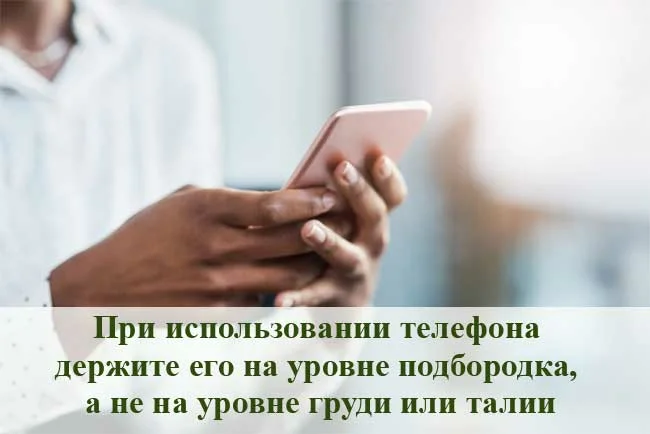 При использовании телефона
держите его на уровне подбородка,
а не на уровне груди или талии